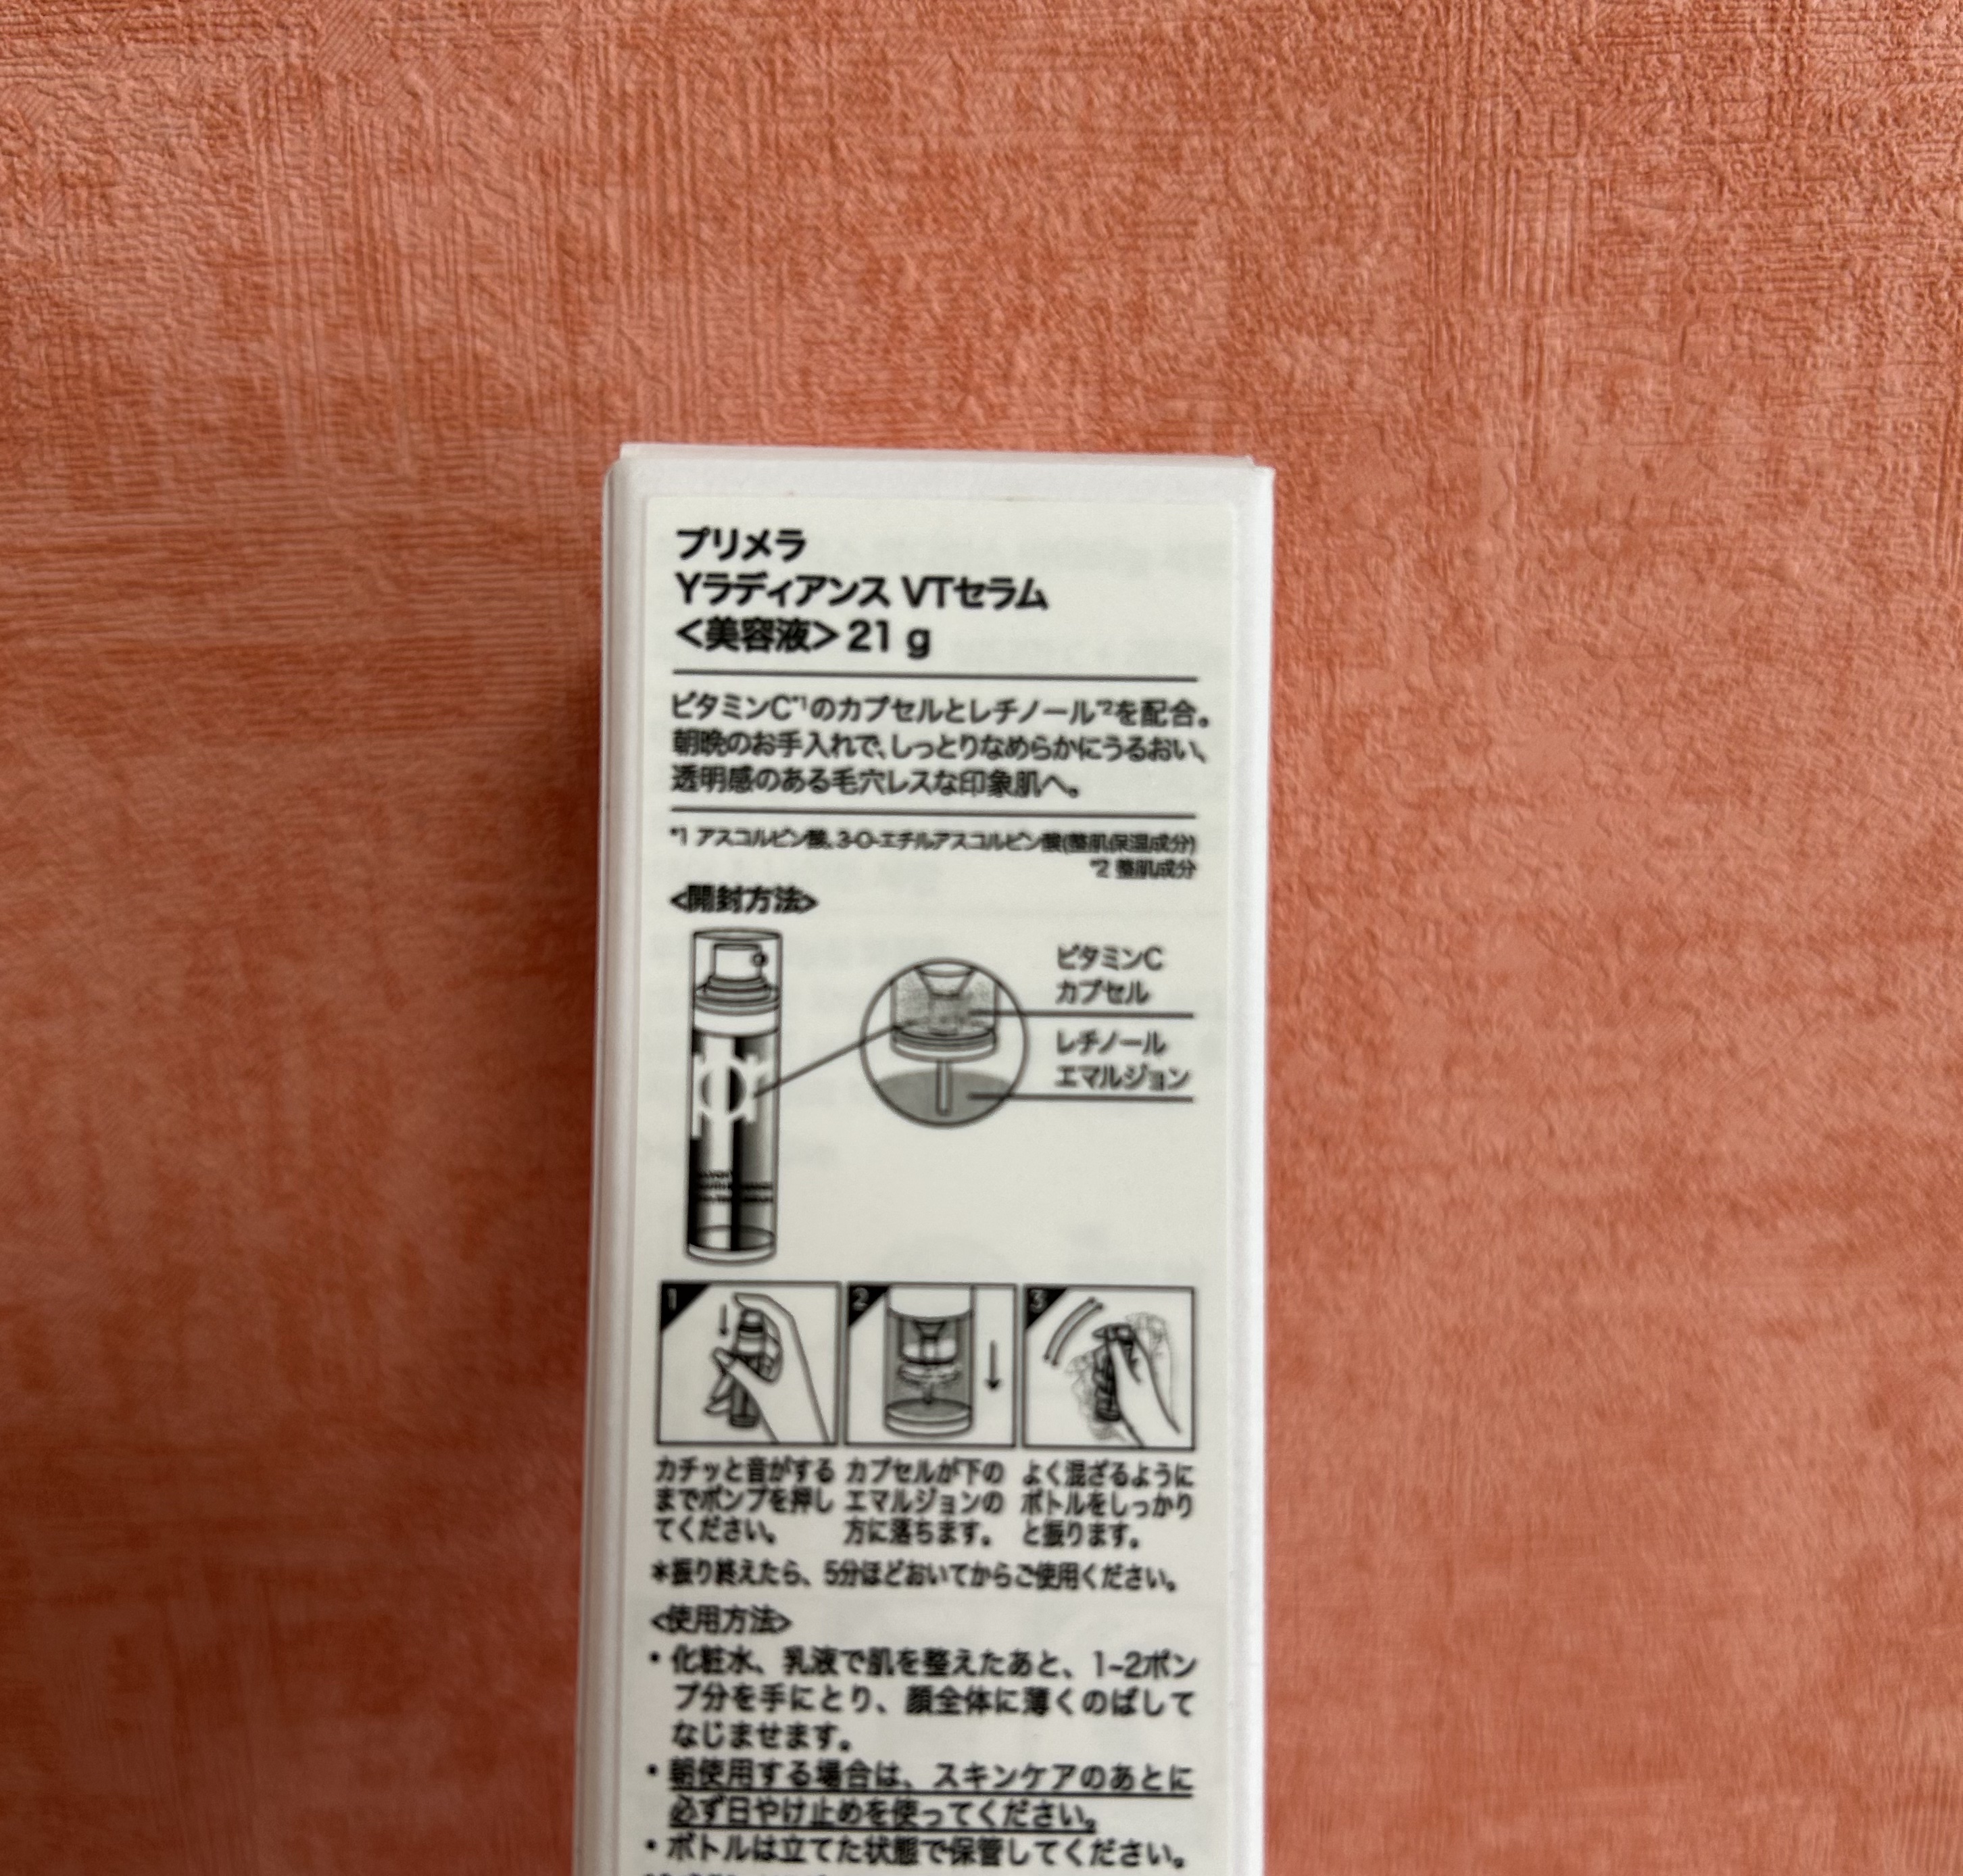 プリメラ
Yラディアンス VTセラム
<美容液> 21 g
ビタミンC*1のカプセルとレチノール*2を配合。
朝晩のお手入れで、しっとりなめらかにうるおい、
透明感のある毛穴レスな印象肌へ。
*1 アスコルビン酸、3-O-エチルアスコルビン酸(整肌保湿成分)
*2 整肌成分
<開封方法>
ビタミンC
カプセル
レチノール
エマルジョン
1
2
3
カチッと音がする
までポンプを押し
てください。
カプセルが下の
エマルジョンの
方に落ちます。
よく混ざるように
ボトルをしっかり
と振ります。
*振り終えたら、5分ほどおいてからご使用ください。
<使用方法>
・化粧水、乳液で肌を整えたあと、1~2ポン
プ分を手にとり、顔全体に薄くのばして
なじませます。
・朝使用する場合は、スキンケアのあとに
必ず日やけ止めを使ってください。
・ボトルは立てた状態で保管してください。